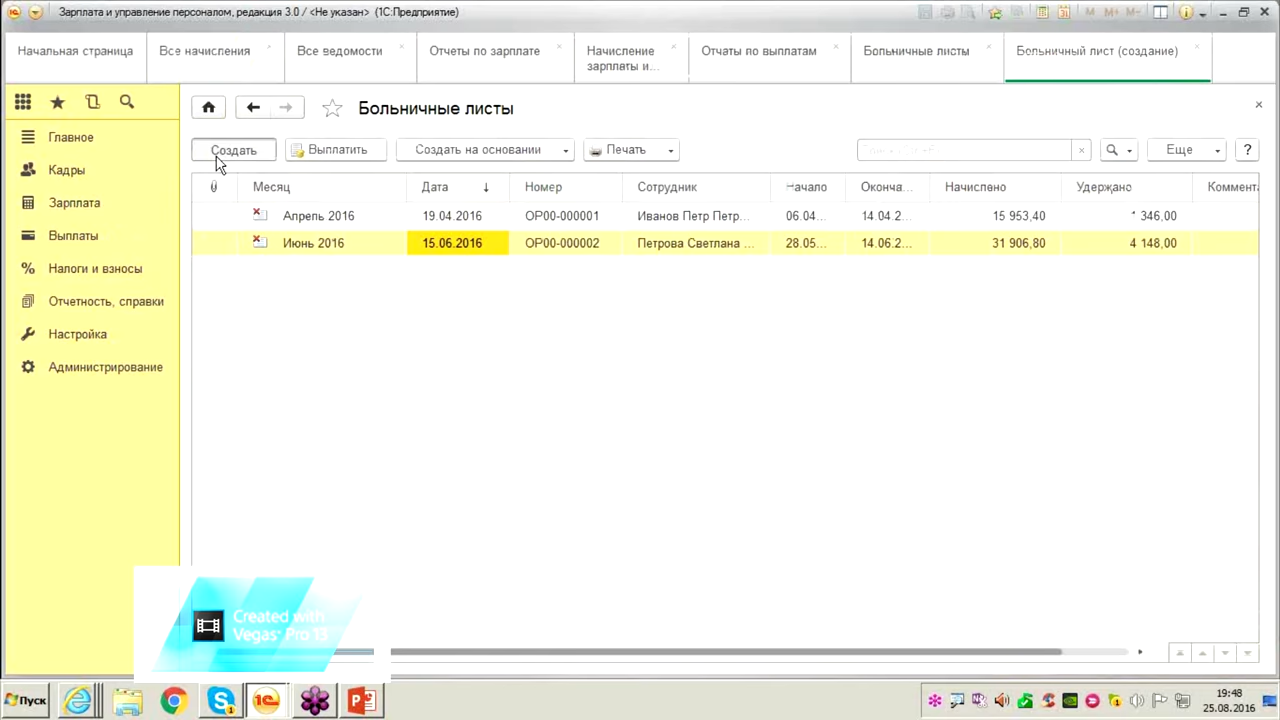 Зарплата и управление персоналом, редакция 3.0 / <Не указан> (1С:Предприятие)
M M+ M-
Начальная страница
Все начисления
Все ведомости
Отчеты по зарплате
Начисление
зарплаты и...
Отчаты по выплатам
Больничные листы
Больничный лист (создание)
Главное
Кадры
Зарплата
Выплаты
Налоги и взносы
Отчетность, справки
Настройка
Администрирование
Больничные листы
Создать
Выплатить
Создать на основании
Печать
Еще
?
Месяц Дата Номер Сотрудник Начало Оконча... Начислено Удержано Коммента
Апрель 2016 19.04.2016 ОР00-000001 Иванов Петр Петр... 06.04... 14.04.2... 15 953,40 346,00
Июнь 2016 15.06.2016 ОР00-000002 Петрова Светлана ... 28.05... 14.06.2... 31 906,80 4 148,00
Created with
Vegas Pro 13
Пуск
19:48
25.08.2016